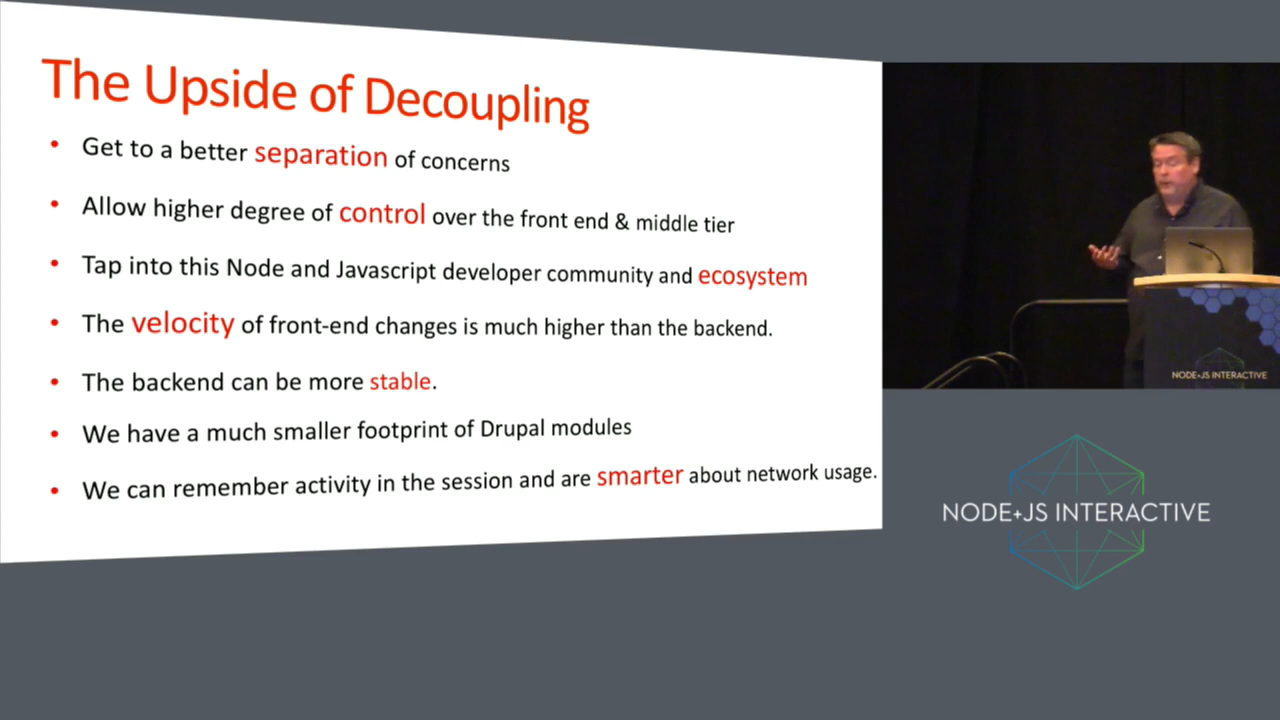 The Upside of Decoupling
• Get to a better separation of concerns
• Allow higher degree of control over the front end & middle tier
• Tap into this Node and Javascript developer community and ecosystem
• The velocity of front-end changes is much higher than the backend.
• The backend can be more stable.
• We have a much smaller footprint of Drupal modules
• We can remember activity in the session and are smarter about network usage.
NODE+JS INTERACTIVE
NODE+JS INTERACTIVE